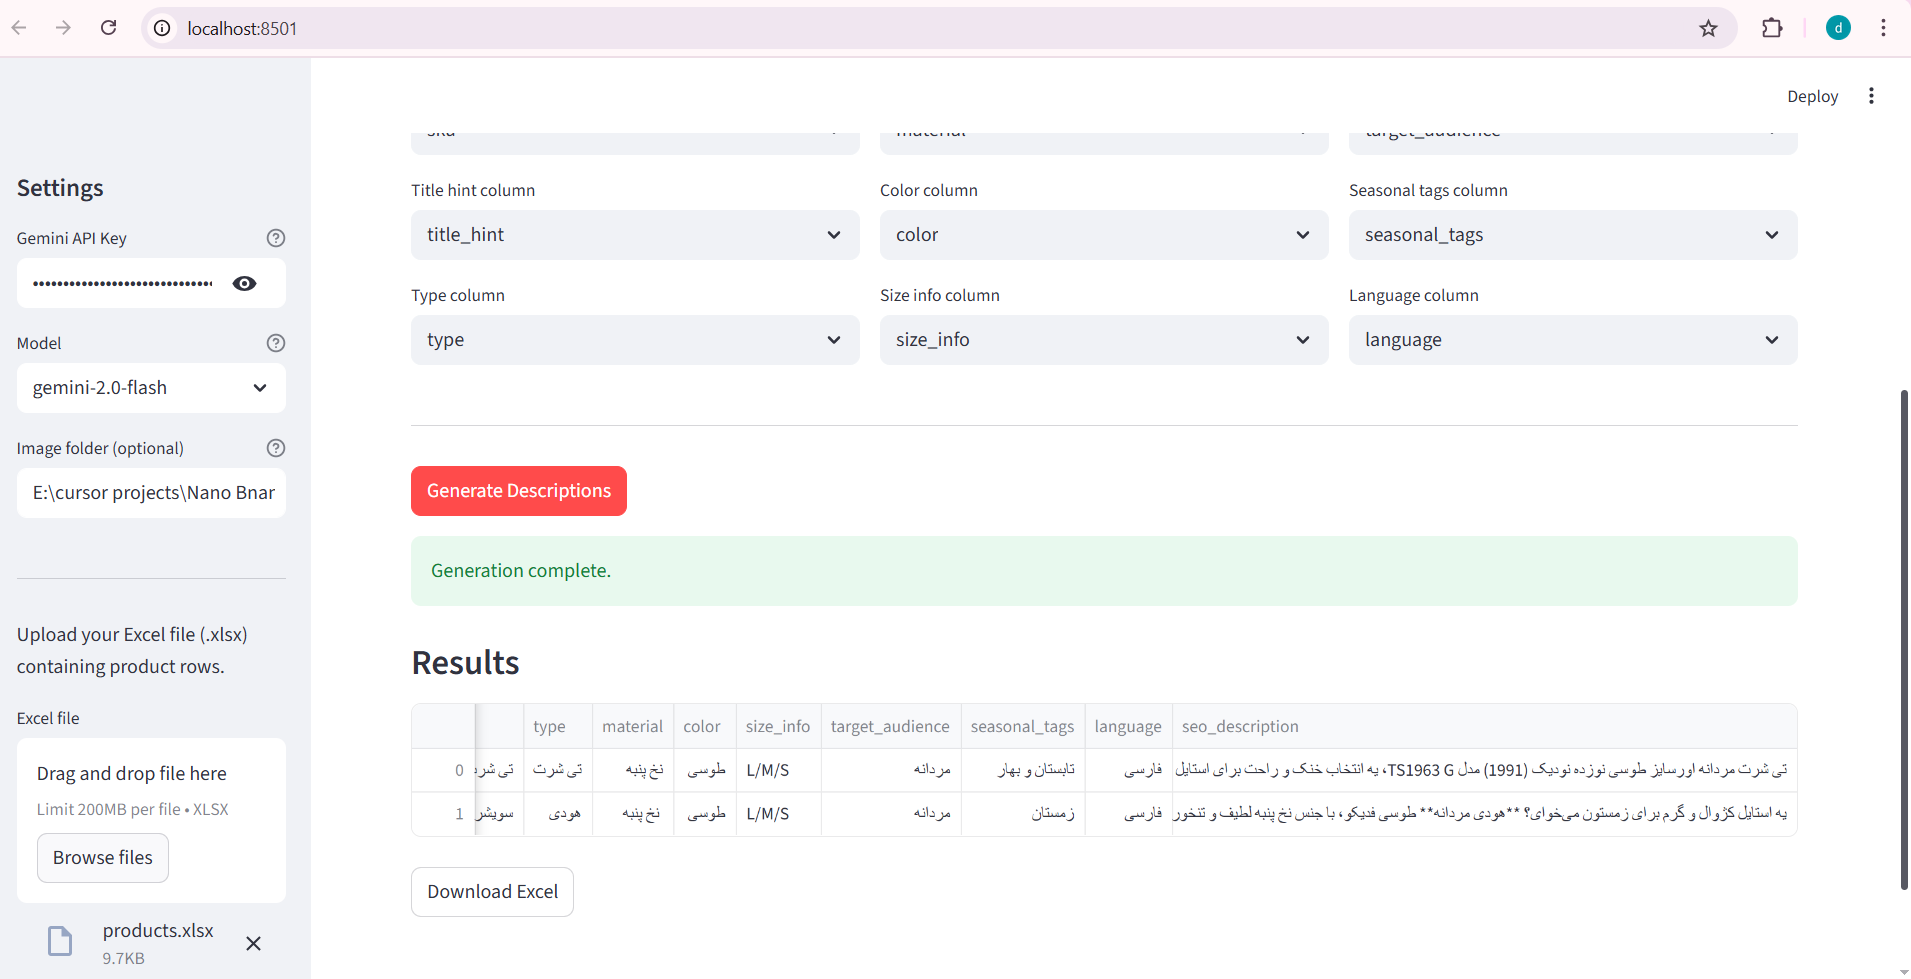 localhost:8501
d
Deploy
Settings
Gemini API Key
••••••••••••••••••••••••••••••
Model
gemini-2.0-flash
Image folder (optional)
E:\cursor projects\Nano Bnar
Upload your Excel file (.xlsx)
containing product rows.
Excel file
Drag and drop file here
Limit 200MB per file • XLSX
Browse files
products.xlsx
9.7KB
sku material target_audience
Title hint column Color column Seasonal tags column
title_hint color seasonal_tags
Type column Size info column Language column
type size_info language
Generate Descriptions
Generation complete.
Results
type material color size_info target_audience seasonal_tags language seo_description
0 تی شرت نخ پنبه طوسی L/M/S مردانه تابستان و بهار فارسی تی شرت مردانه اورسایز طوسی نوزده نودیک (1991) مدل TS1963 G، یه انتخاب خنک و راحت برای استایل
1 سویشر هودی نخ پنبه طوسی L/M/S مردانه زمستان فارسی یه استایل کژوال و گرم برای زمستون می‌خوای؟ **هودی مردانه** طوسی فدیکو، با جنس نخ پنبه لطیف و تنخور
Download Excel